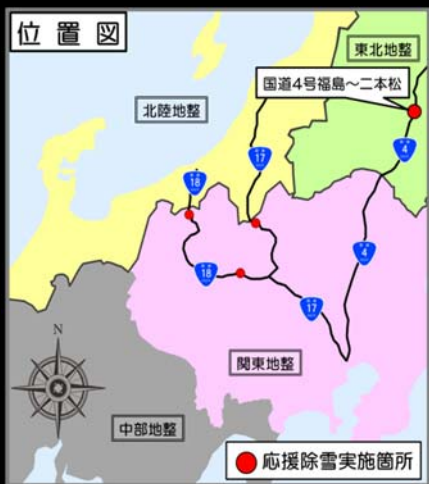 位置図
東北地整
国道4号福島〜二本松
北陸地整
17
4
18
18
4
17
関東地整
N
中部地整
応援除雪実施箇所